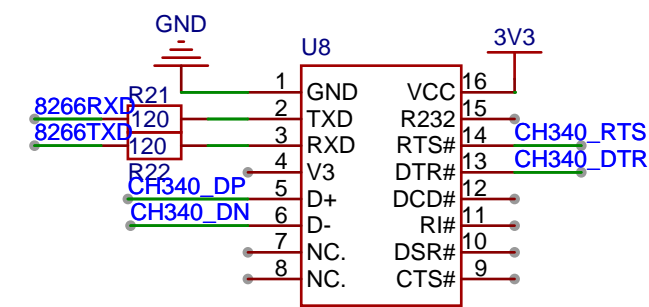 GND
U8
3V3
1 GND VCC 16
R21
8266RXD 120 2 TXD R232 15
8266TXD 120 3 RXD RTS# 14 CH340_RTS
R22
4 V3 DTR# 13 CH340_DTR
CH340_DP 5 D+ DCD# 12
CH340_DN 6 D- RI# 11
7 NC. DSR# 10
8 NC. CTS# 9